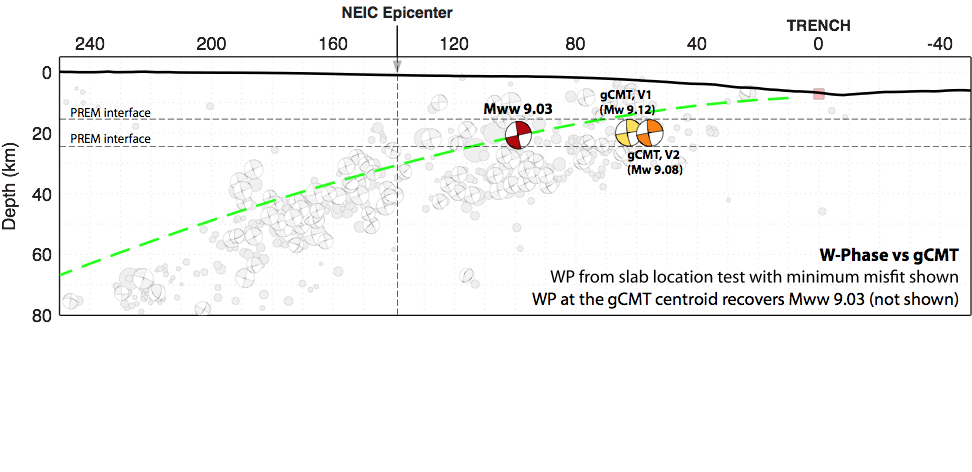 NEIC Epicenter
TRENCH
240 200 160 120 80 40 0 -40
0
PREM interface
gCMT, V1
(Mw 9.12)
Mww 9.03
20
PREM interface
gCMT, V2
(Mw 9.08)
Depth (km)
40
60
80
W-Phase vs gCMT
WP from slab location test with minimum misfit shown
WP at the gCMT centroid recovers Mww 9.03 (not shown)